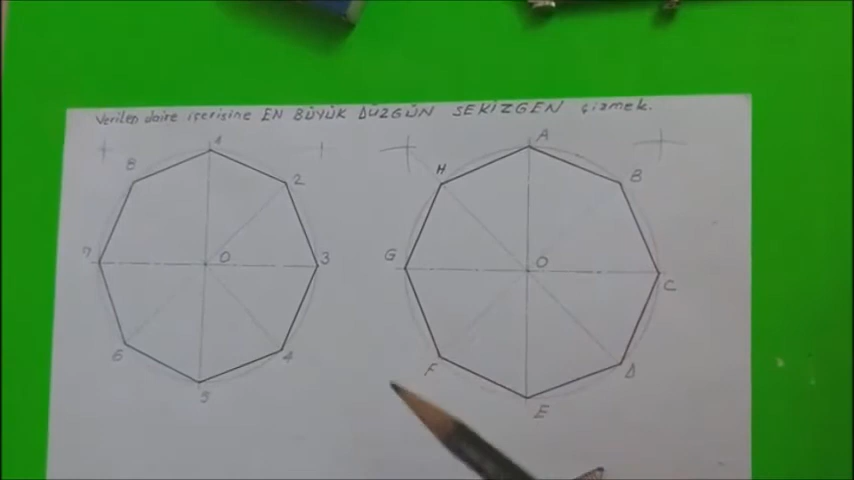 Verilen daire içerisine EN BÜYÜK DÜZGÜN SEKİZGEN çizmek.
1
2
3
4
5
6
7
8
O
A
B
C
D
E
F
G
H
O